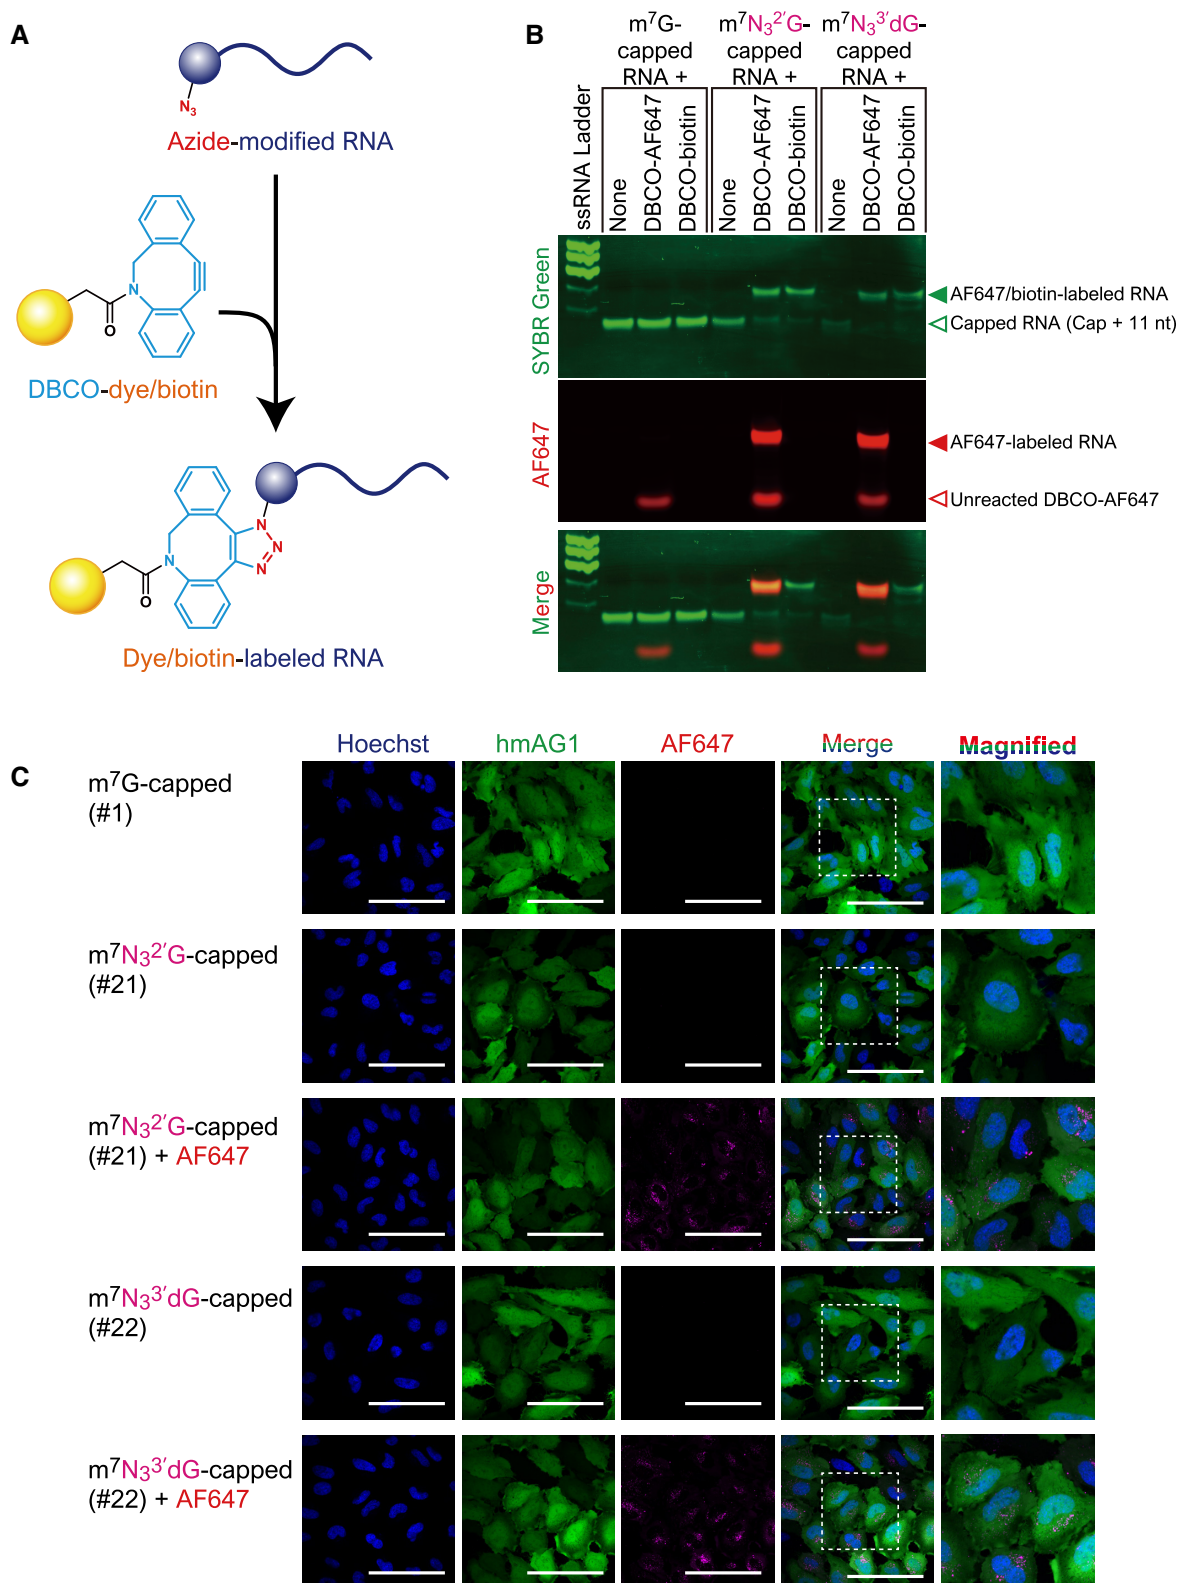 A
N3
Azide-modified RNA
N
O
DBCO-dye/biotin
N
N
N
N
O
Dye/biotin-labeled RNA
B
m7G-
capped
RNA +
m7N32'G-
capped
RNA +
m7N33'dG-
capped
RNA +
ssRNA Ladder
None
DBCO-AF647
DBCO-biotin
None
DBCO-AF647
DBCO-biotin
None
DBCO-AF647
DBCO-biotin
SYBR Green
AF647/biotin-labeled RNA
Capped RNA (Cap + 11 nt)
AF647
AF647-labeled RNA
Unreacted DBCO-AF647
Merge
C
Hoechst
hmAG1
AF647
Merge
Magnified
m7G-capped
(#1)
m7N32'G-capped
(#21)
m7N32'G-capped
(#21) + AF647
m7N33'dG-capped
(#22)
m7N33'dG-capped
(#22) + AF647